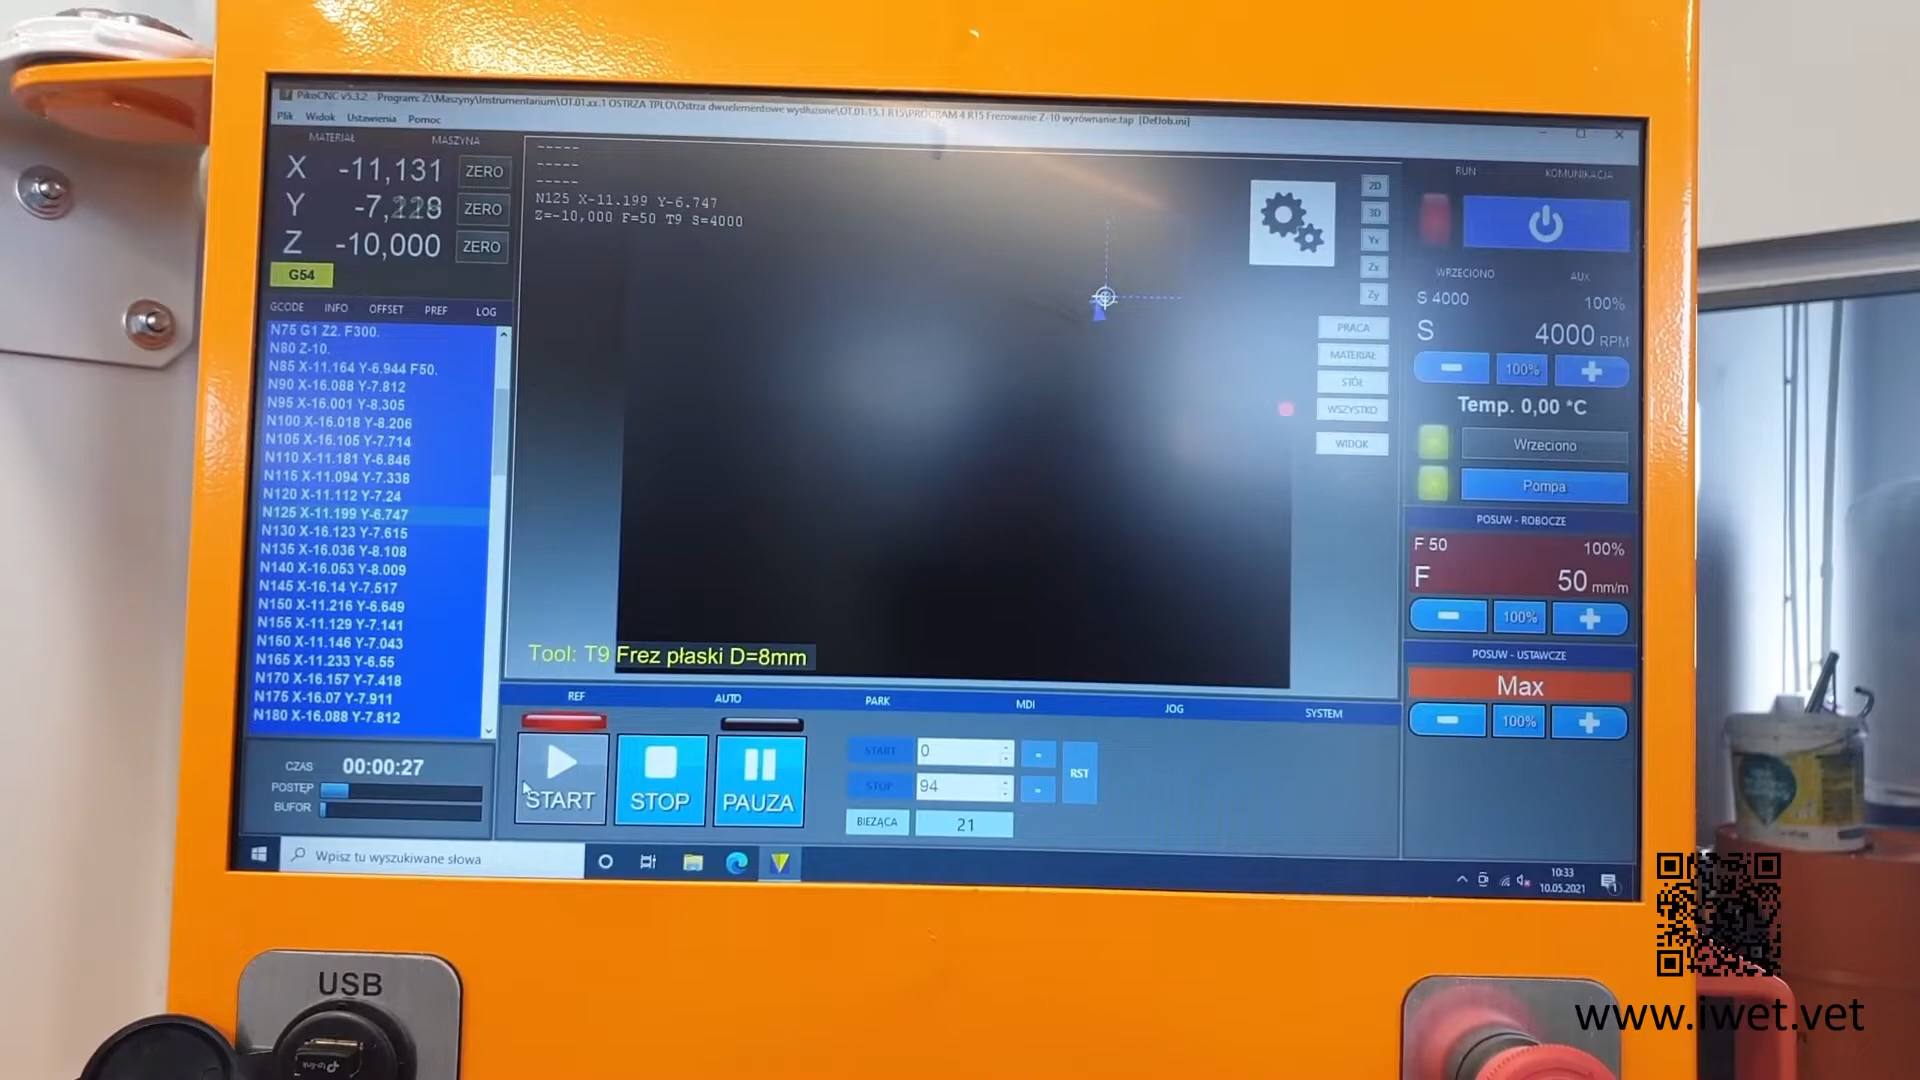 PikoCNC v5.3.2 - Program: Z:\Maszyny\Instrumentarium\OT.01.xx.1 OSTRZA TPLO\Ostrza dwuelementowe wydłużone\OT.01.15.1 R15\PROGRAM 4 R15 Frezowanie Z-10 wyrównanie.tap [DefJob.ini]
Plik Widok Ustawienia Pomoc
MATERIAŁ MASZYNA
X -11,131 ZERO
Y ZERO
Z -10,000 ZERO
G54
GCODE INFO OFFSET PREF LOG
N75 G1 Z2. F300.
N80 Z-10.
N85 X-11.164 Y-6.944 F50.
N90 X-16.088 Y-7.812
N95 X-16.001 Y-8.305
N100 X-16.018 Y-8.206
N105 X-16.105 Y-7.714
N110 X-11.181 Y-6.846
N115 X-11.094 Y-7.338
N120 X-11.112 Y-7.24
N125 X-11.199 Y-6.747
N130 X-16.123 Y-7.615
N135 X-16.036 Y-8.108
N140 X-16.053 Y-8.009
N145 X-16.14 Y-7.517
N150 X-11.216 Y-6.649
N155 X-11.129 Y-7.141
N160 X-11.146 Y-7.043
N165 X-11.233 Y-6.55
N170 X-16.157 Y-7.418
N175 X-16.07 Y-7.911
N180 X-16.088 Y-7.812
CZAS 00:00:27
POSTĘP
BUFOR
-----
-----
-----
N125 X-11.199 Y-6.747
Z=-10,000 F=50 T9 S=4000
2D
3D
Yx
Zx
Zy
PRACA
MATERIAŁ
STÓŁ
WSZYSTKO
WIDOK
Tool: T9 Frez płaski D=8mm
REF AUTO PARK MDI JOG SYSTEM
START STOP PAUZA
START 0
STOP 94
RST
BIEŻĄCA 21
RUN KOMUNIKACJA
WRZECIONO AUX
S 4000 100%
S 4000 RPM
100%
Temp. 0,00 *C
Wrzeciono
Pompa
POSUW - ROBOCZE
F 50 100%
F 50 mm/m
100%
POSUW - USTAWCZE
Max
100%
Wpisz tu wyszukiwane słowa
10:33
10.05.2021
1
USB
tp-link
www.iwet.vet